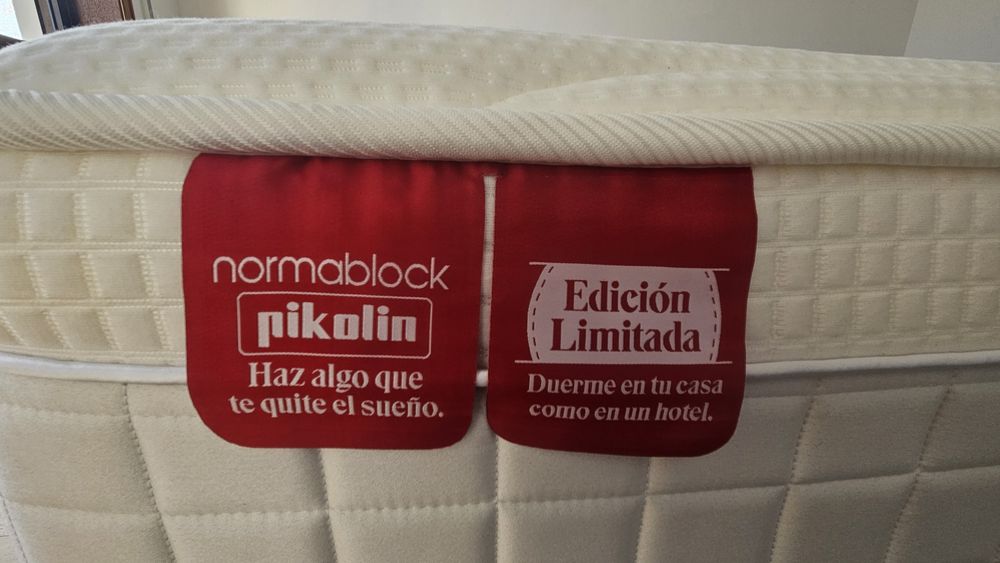 normablock
pikolin
Haz algo que
te quite el sueño.
Edición
Limitada
Duerme en tu casa
como en un hotel.